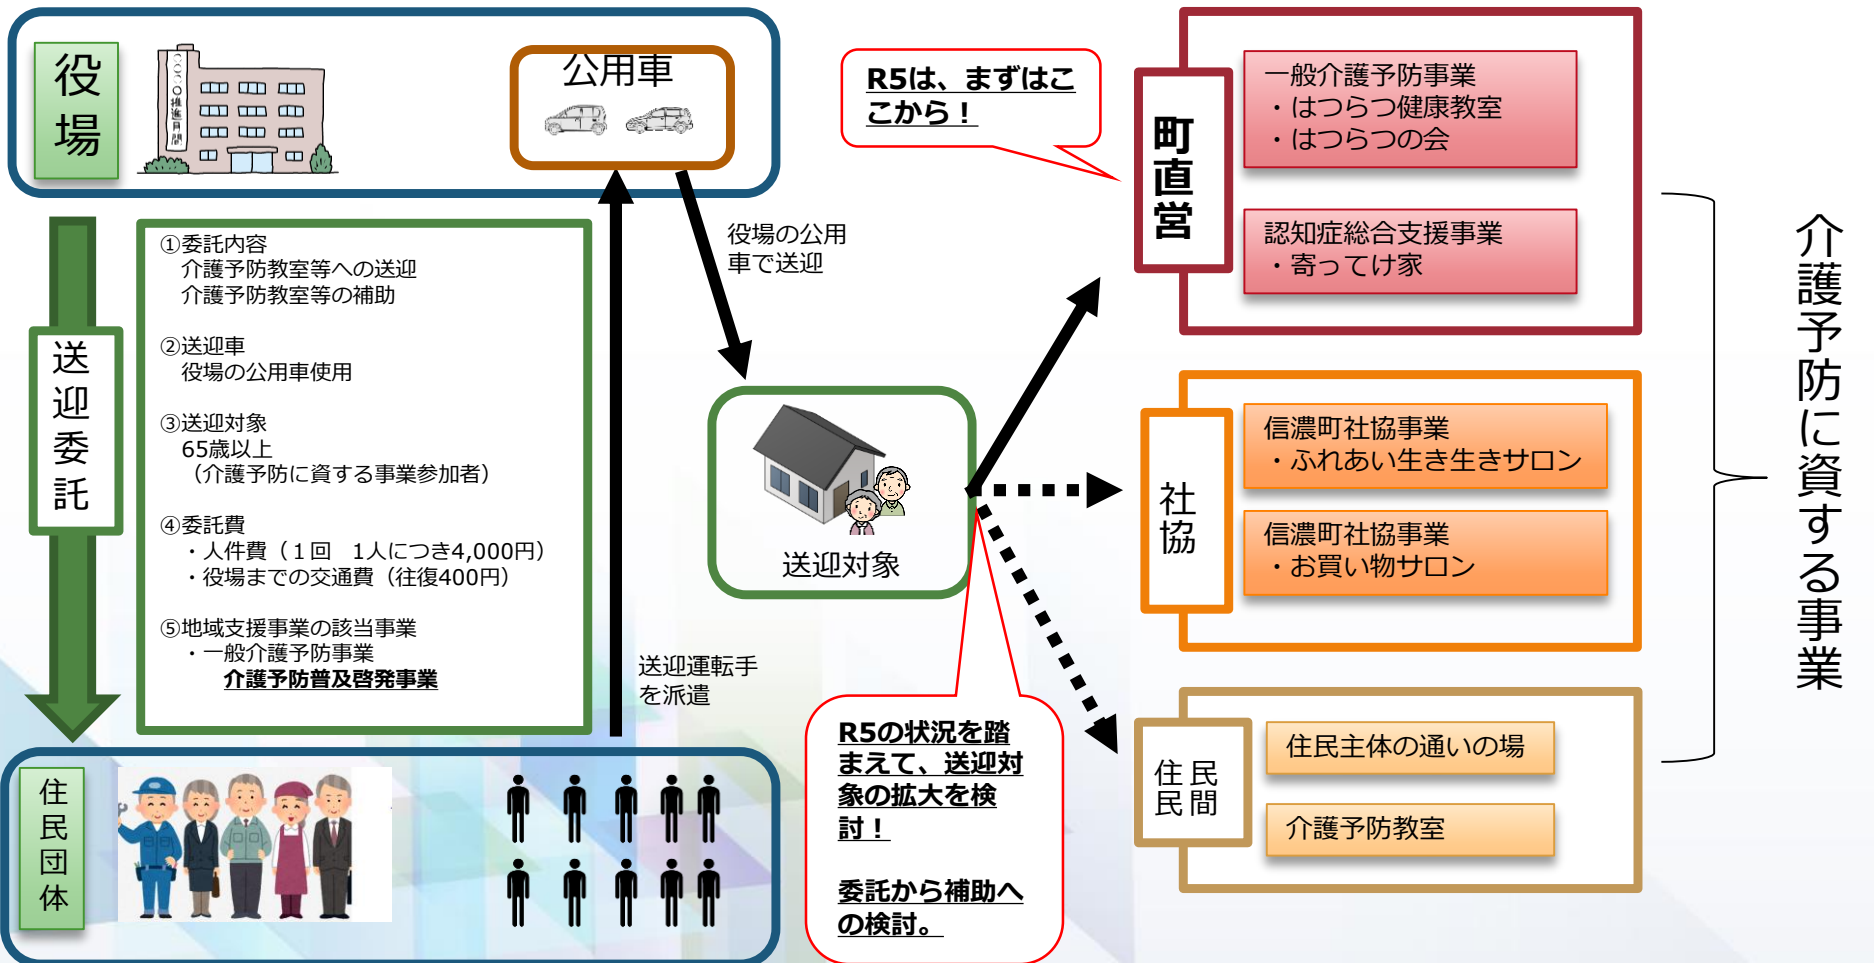 役場
〇〇〇〇推進月間
公用車
R5は、まずはこ
こから！
町直営
一般介護予防事業
・はつらつ健康教室
・はつらつの会
認知症総合支援事業
・寄ってけ家
送迎委託
①委託内容
介護予防教室等への送迎
介護予防教室等の補助
②送迎車
役場の公用車使用
③送迎対象
65歳以上
（介護予防に資する事業参加者）
④委託費
・人件費（１回　1人につき4,000円）
・役場までの交通費（往復400円）
⑤地域支援事業の該当事業
・一般介護予防事業
介護予防普及啓発事業
役場の公用
車で送迎
送迎対象
社協
信濃町社協事業
・ふれあい生き生きサロン
信濃町社協事業
・お買い物サロン
介護予防に資する事業
送迎運転手
を派遣
R5の状況を踏
まえて、送迎対
象の拡大を検
討！
委託から補助へ
の検討。
住民
民間
住民主体の通いの場
介護予防教室
住民団体